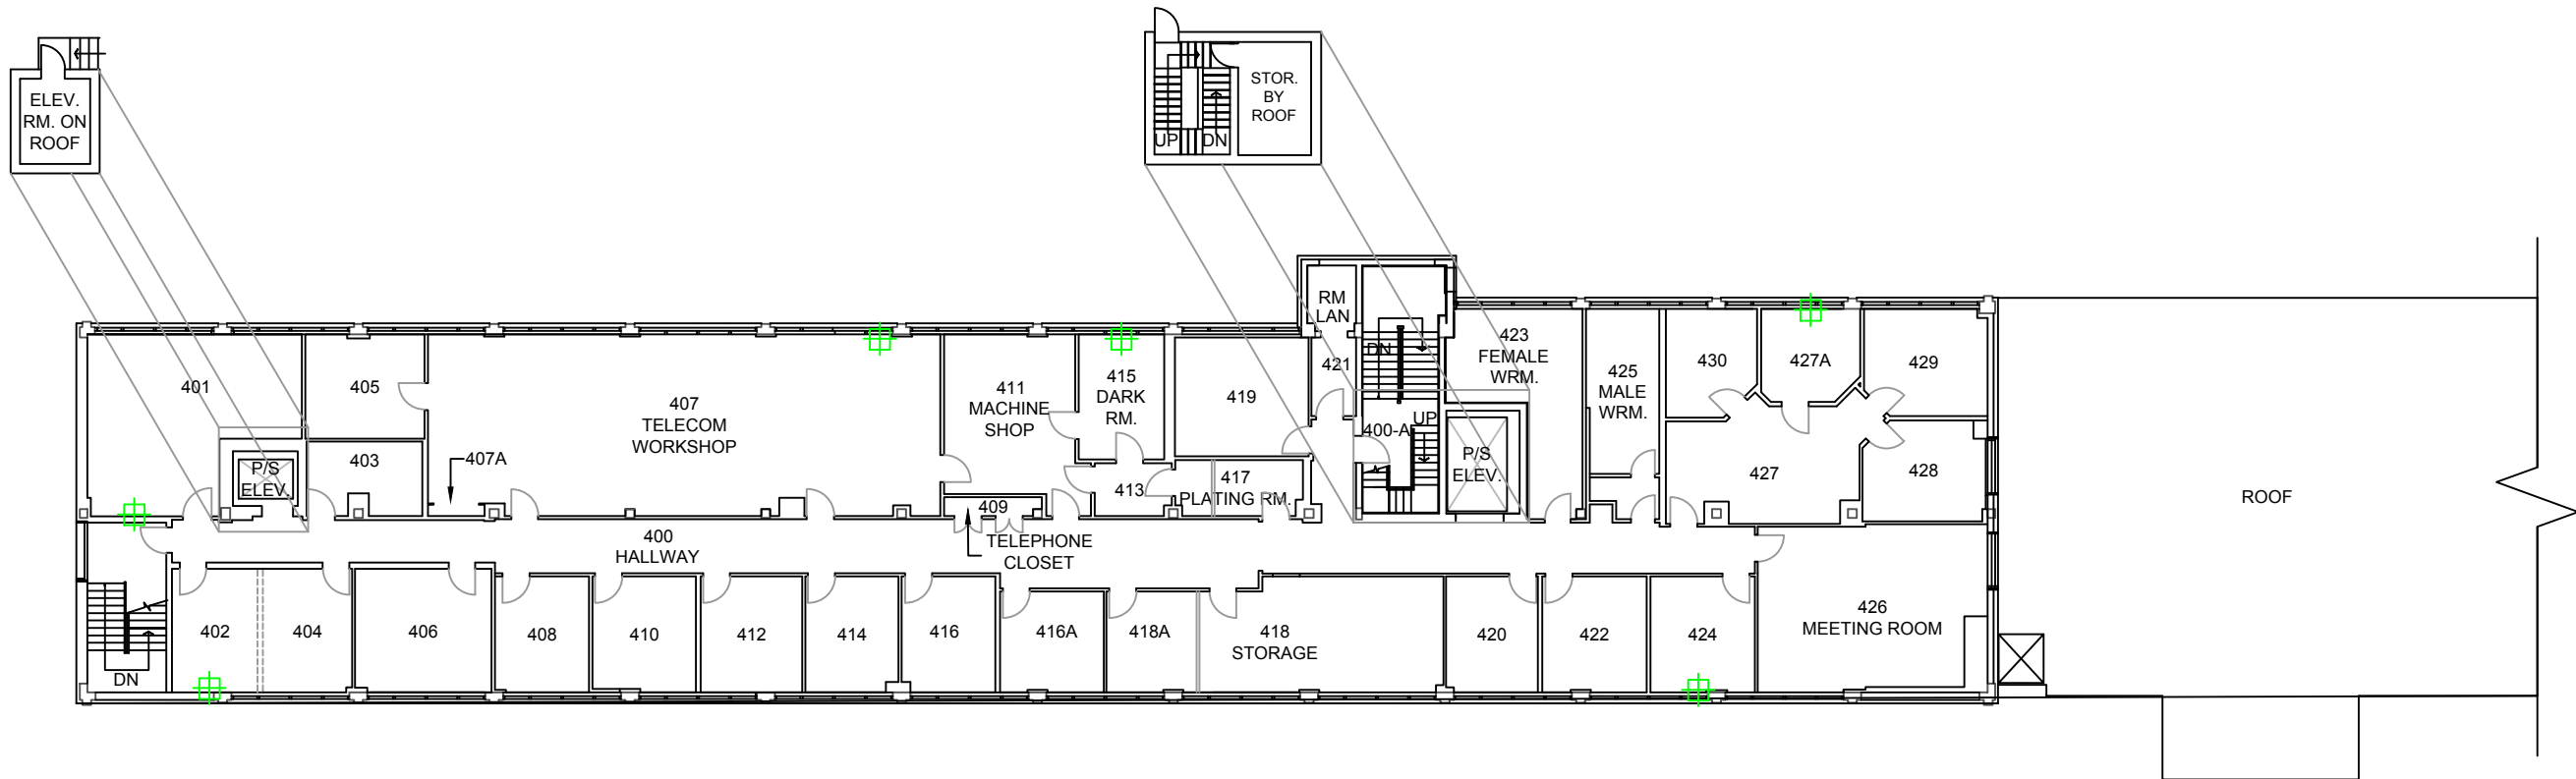 ELEV.
RM. ON
ROOF
UP
DN
STOR.
BY
ROOF
401
405
403
P/S
ELEV.
407A
407
TELECOM
WORKSHOP
411
MACHINE
SHOP
415
DARK
RM.
413
409
417
PLATING RM.
419
RM
LAN
421
DN
UP
400-A
P/S
ELEV.
423
FEMALE
WRM.
425
MALE
WRM.
430
427A
429
427
428
ROOF
400
HALLWAY
TELEPHONE
CLOSET
DN
402
404
406
408
410
412
414
416
416A
418A
418
STORAGE
420
422
424
426
MEETING ROOM